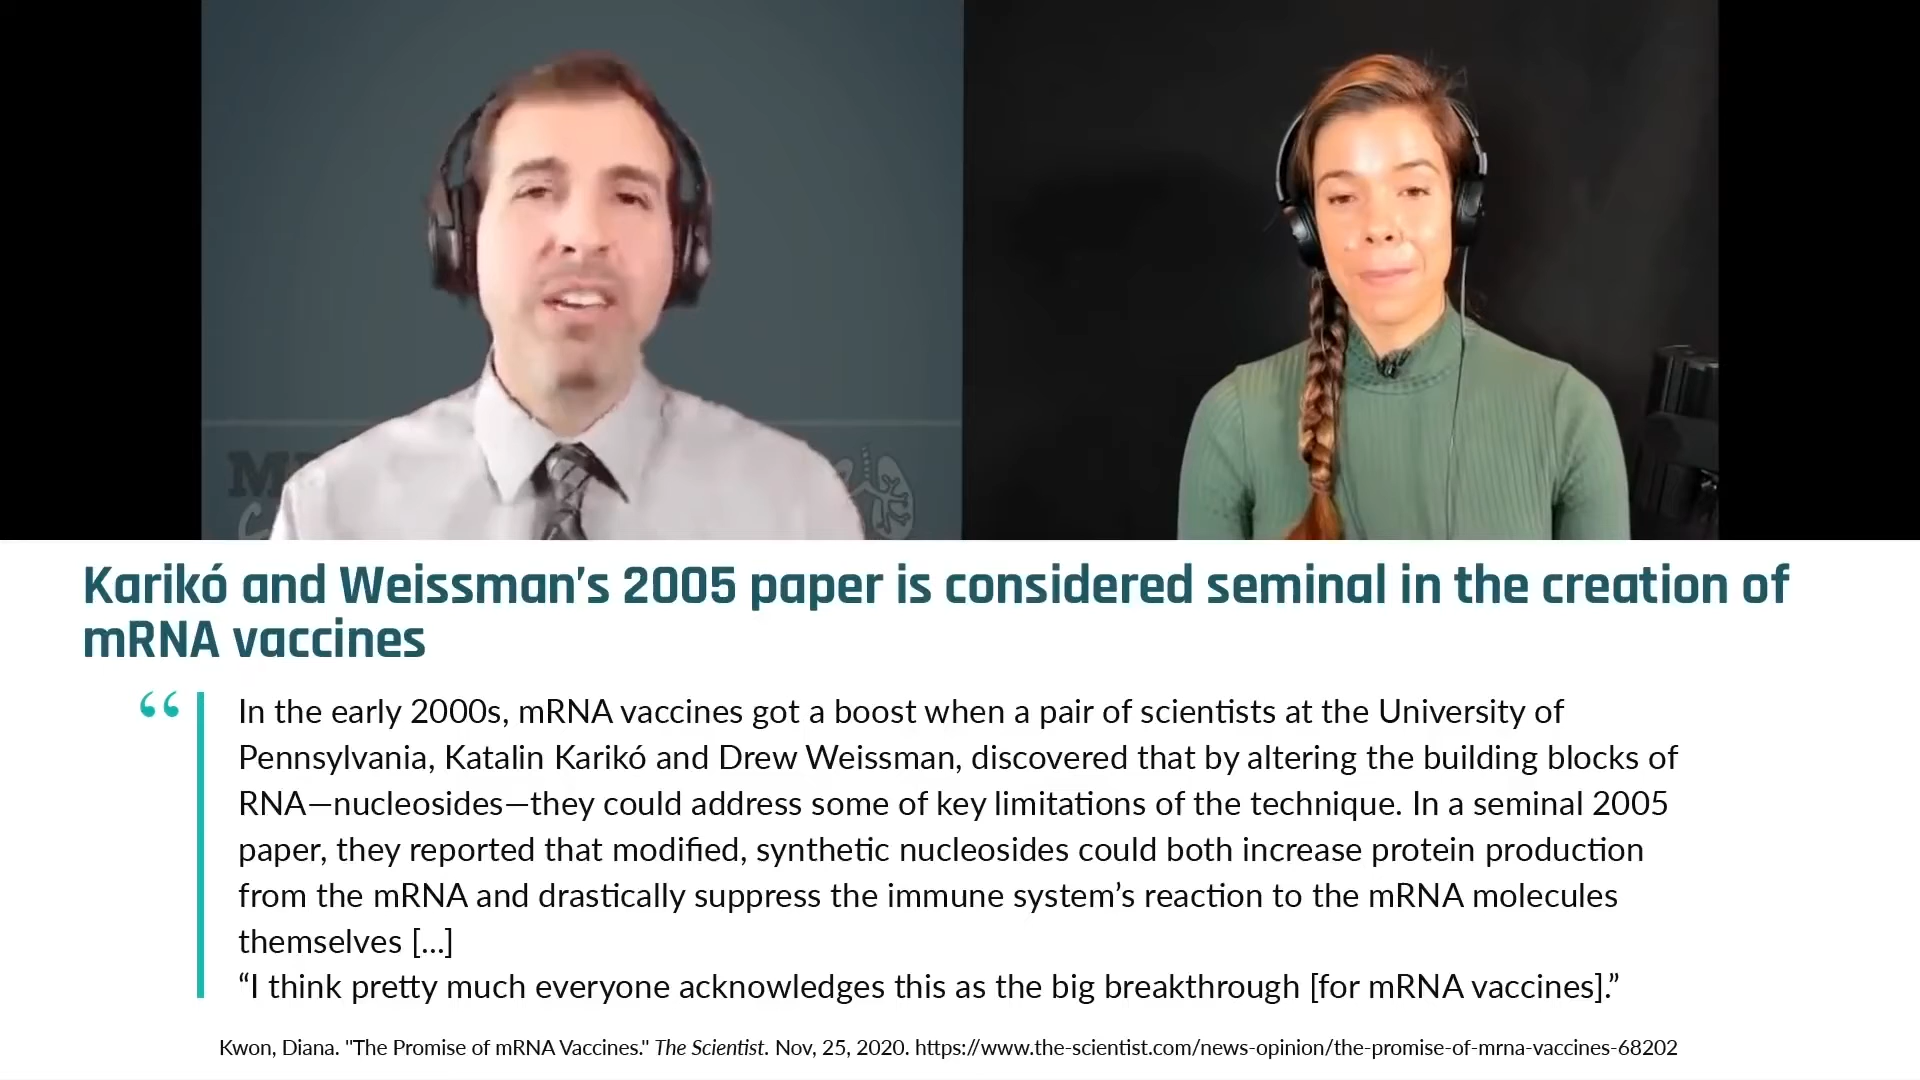 Karikó and Weissman's 2005 paper is considered seminal in the creation of
mRNA vaccines
“
In the early 2000s, mRNA vaccines got a boost when a pair of scientists at the University of
Pennsylvania, Katalin Karikó and Drew Weissman, discovered that by altering the building blocks of
RNA—nucleosides—they could address some of key limitations of the technique. In a seminal 2005
paper, they reported that modified, synthetic nucleosides could both increase protein production
from the mRNA and drastically suppress the immune system’s reaction to the mRNA molecules
themselves [...]
“I think pretty much everyone acknowledges this as the big breakthrough [for mRNA vaccines].”
Kwon, Diana. "The Promise of mRNA Vaccines." The Scientist. Nov, 25, 2020. https://www.the-scientist.com/news-opinion/the-promise-of-mrna-vaccines-68202